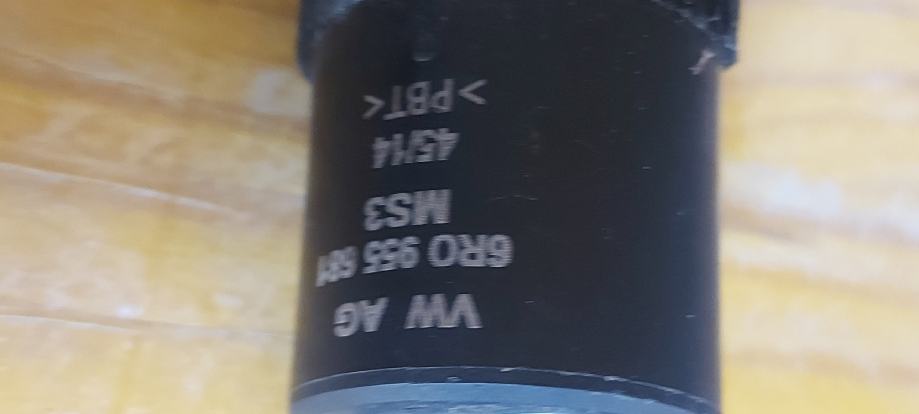 VW AG
6R0 955 681
MS3
45/14
>PBT<